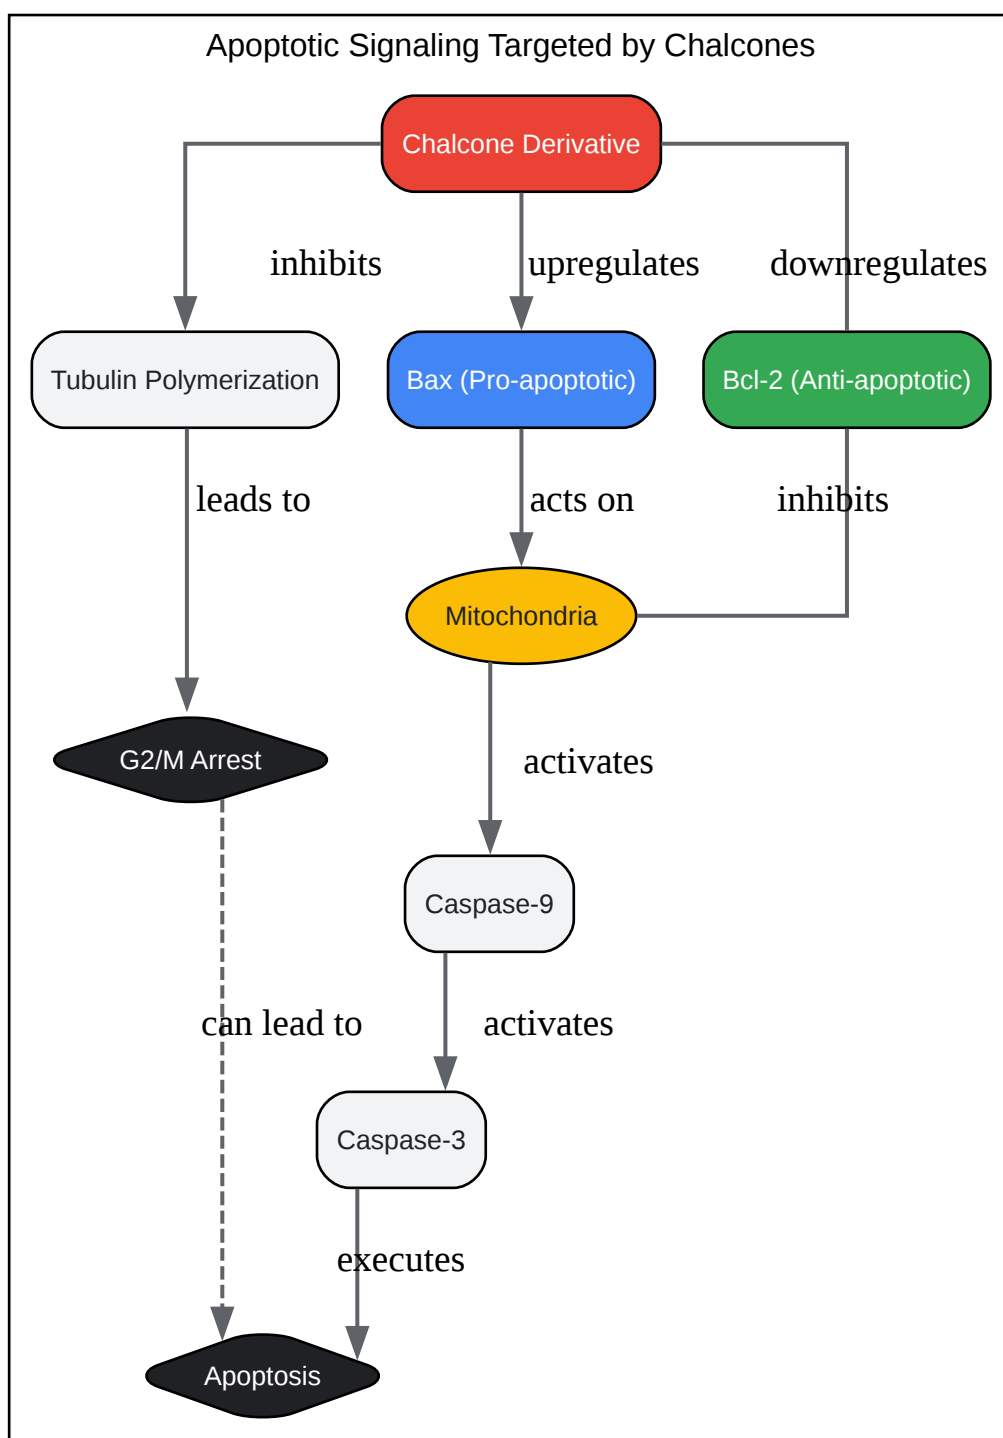 Apoptotic Signaling Targeted by Chalcones
Chalcone Derivative
inhibits
upregulates
downregulates
Tubulin Polymerization
Bax (Pro-apoptotic)
Bcl-2 (Anti-apoptotic)
leads to
acts on
inhibits
Mitochondria
G2/M Arrest
activates
Caspase-9
can lead to
activates
Caspase-3
executes
Apoptosis